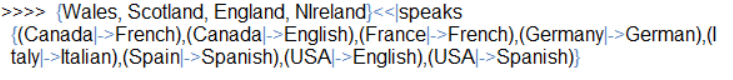 >>>> {Wales, Scotland, England, NIreland}<<|speaks
{(Canada|->French),(Canada|->English),(France|->French),(Germany|->German),(I
taly|->Italian),(Spain|->Spanish),(USA|->English),(USA|->Spanish)}